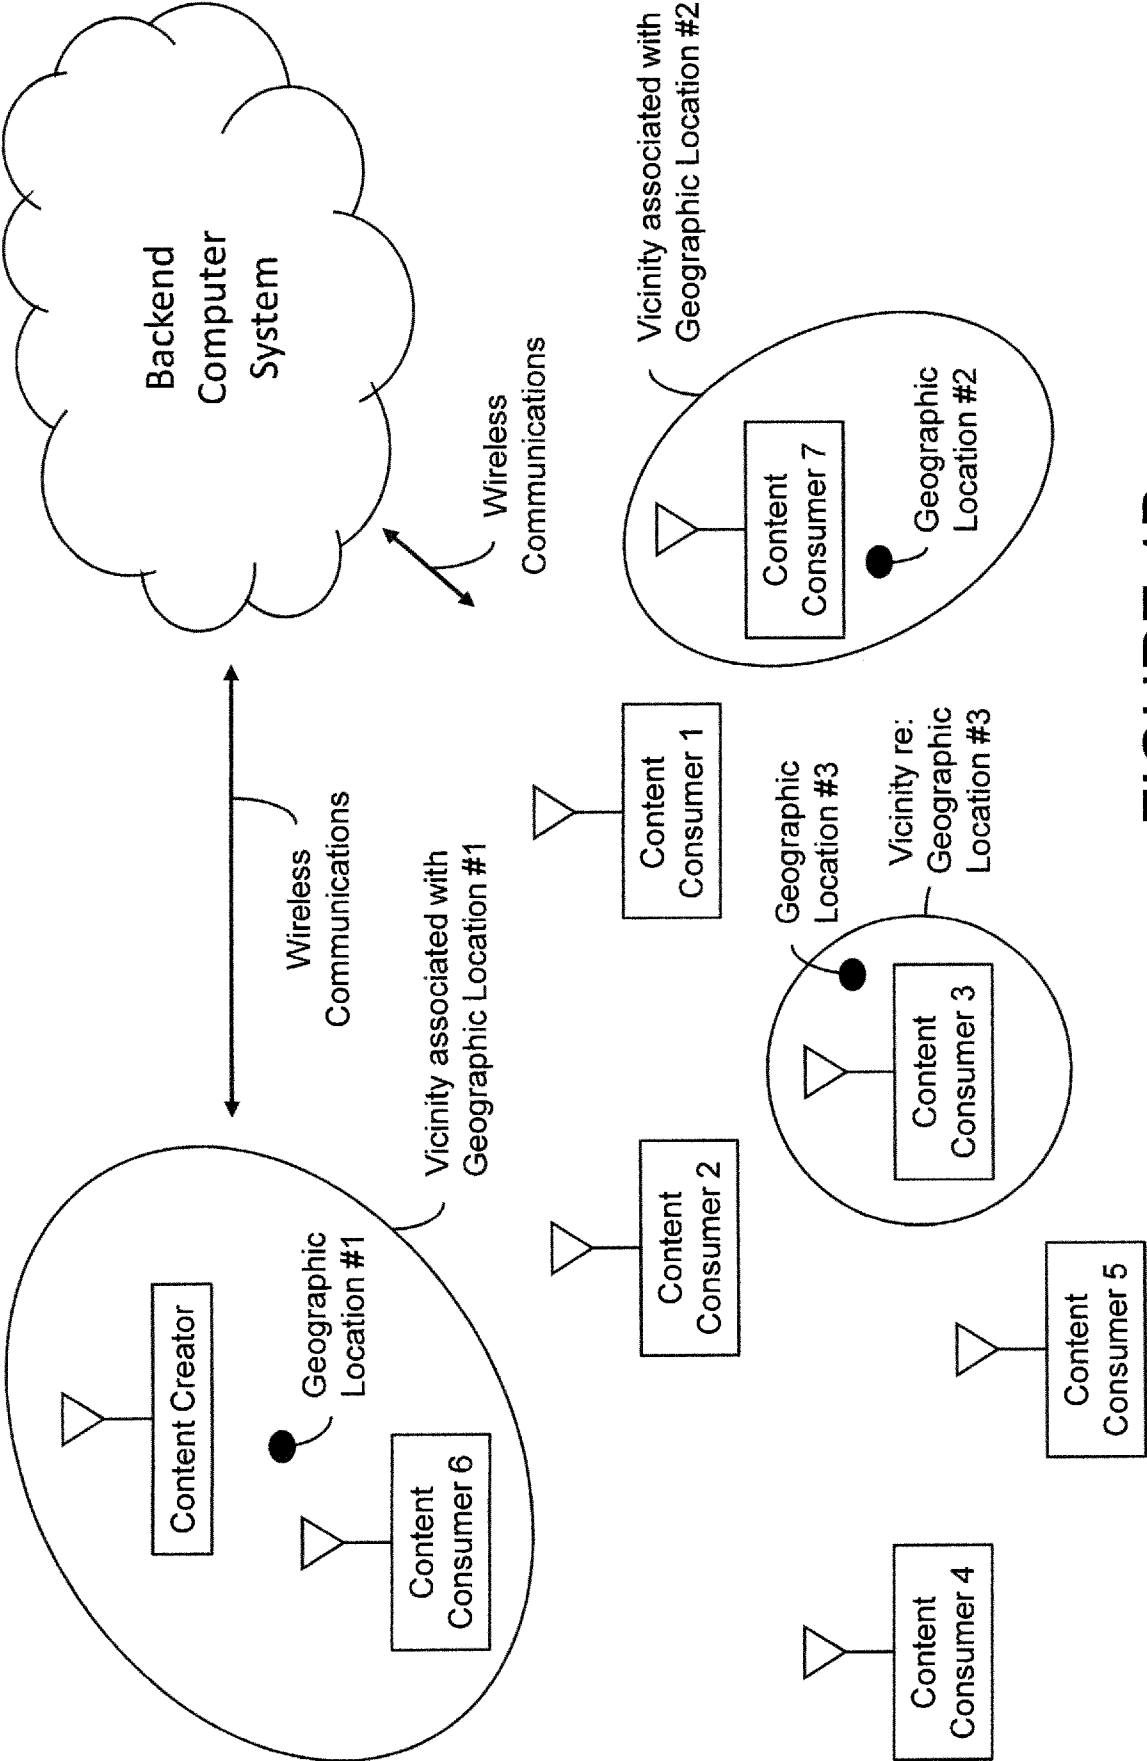 Content Creator
Geographic
Location #1
Content
Consumer 6
Vicinity associated with
Geographic Location #1
Wireless
Communications
Backend
Computer
System
Wireless
Communications
Content
Consumer 2
Content
Consumer 1
Vicinity associated with
Geographic Location #2
Content
Consumer 7
Geographic
Location #2
Geographic
Location #3
Content
Consumer 4
Content
Consumer 3
Vicinity re:
Geographic
Location #3
Content
Consumer 5